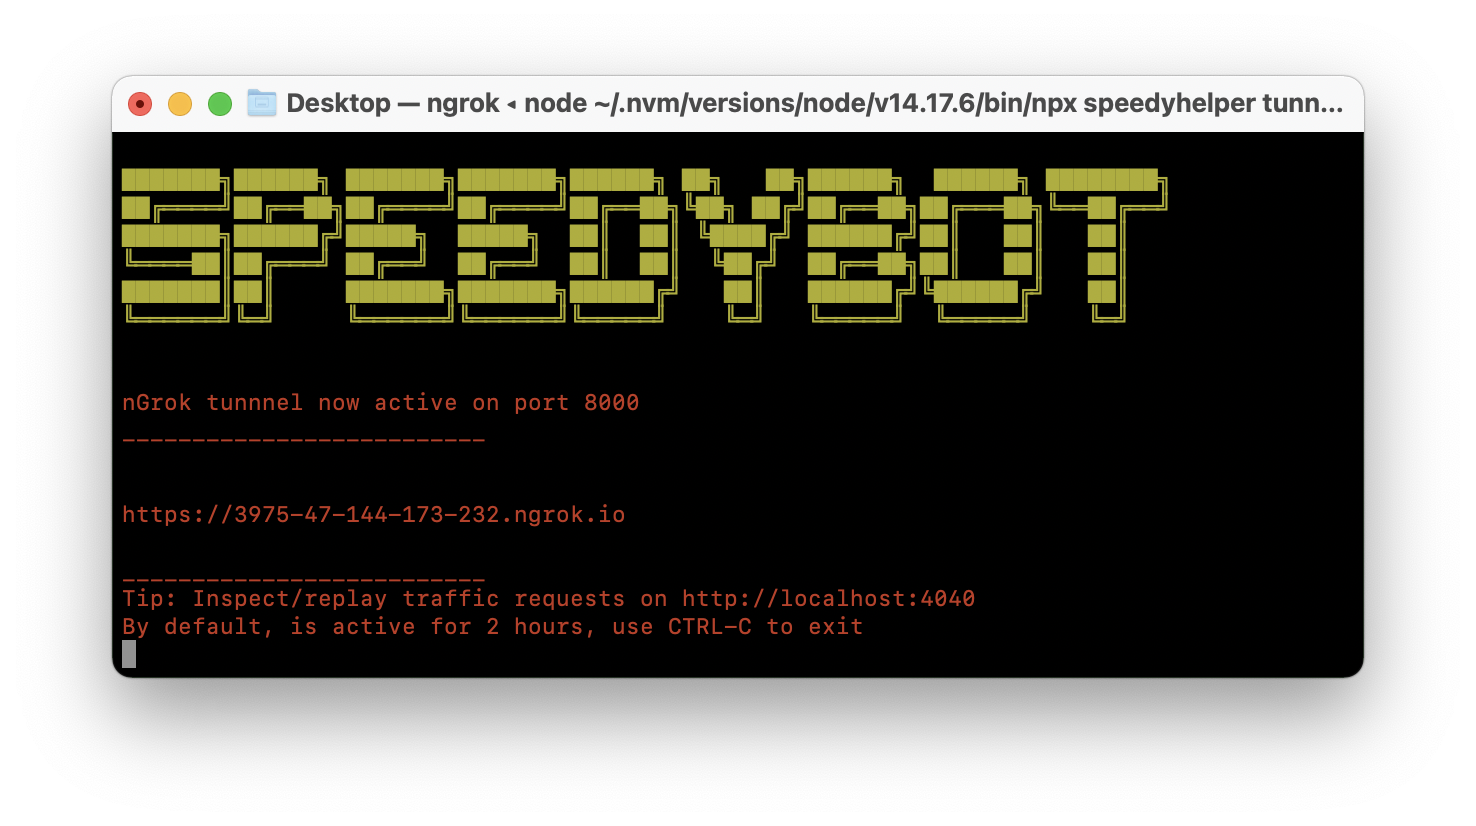 Desktop — ngrok ◂ node ~/.nvm/versions/node/v14.17.6/bin/npx speedyhelper tunn...
SPEEDYBOT
nGrok tunnnel now active on port 8000
--------------------------
https://3975-47-144-173-232.ngrok.io
--------------------------
Tip: Inspect/replay traffic requests on http://localhost:4040
By default, is active for 2 hours, use CTRL-C to exit